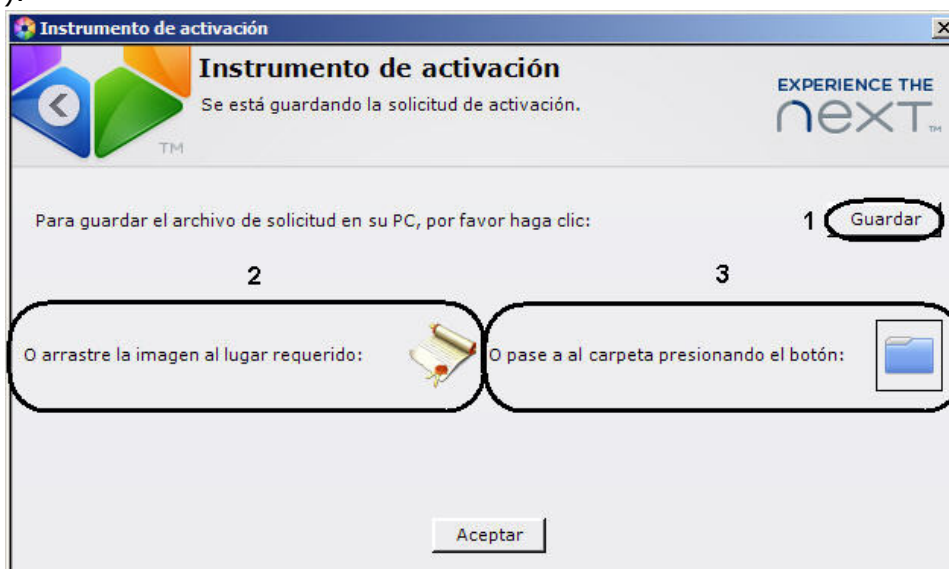 ).
Instrumento de activación
Instrumento de activación
Se está guardando la solicitud de activación.
EXPERIENCE THE
nexT™
TM
Para guardar el archivo de solicitud en su PC, por favor haga clic:
1
Guardar
2
3
O arrastre la imagen al lugar requerido:
O pase a al carpeta presionando el botón:
Aceptar